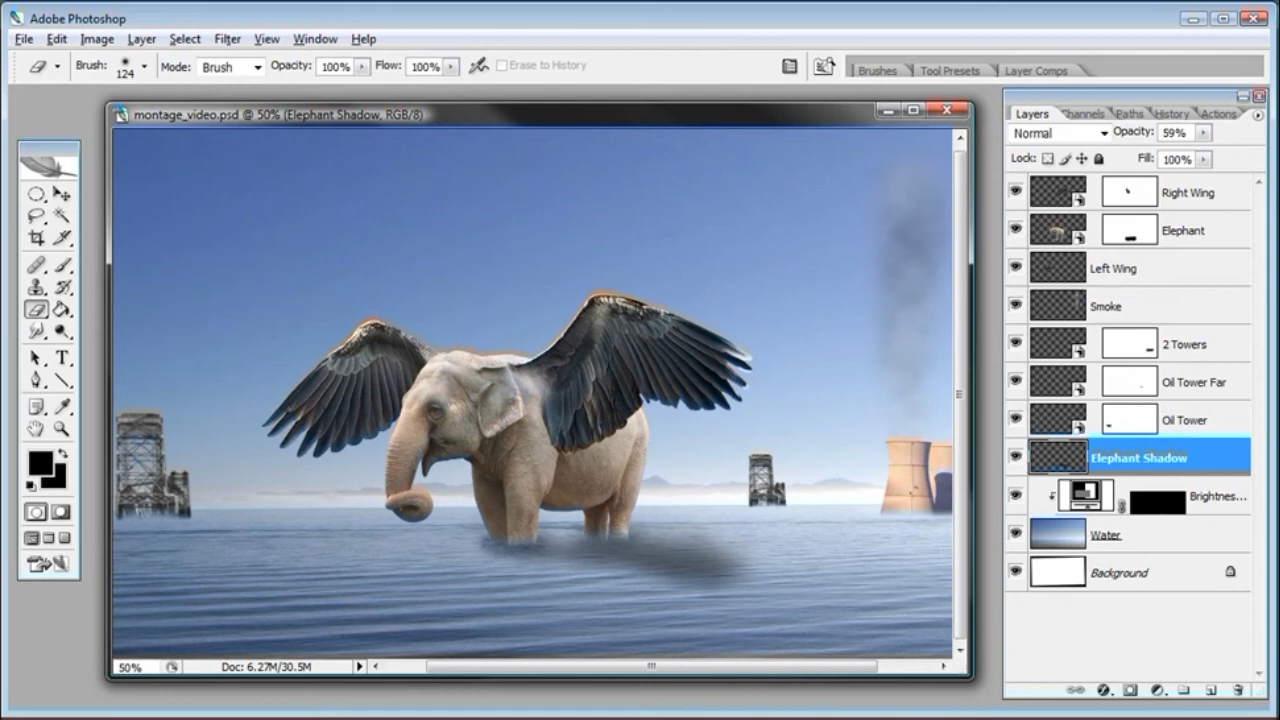 Adobe Photoshop
File Edit Image Layer Select Filter View Window Help
Brush: 124 Mode: Brush Opacity: 100% Flow: 100% Erase to History
Brushes Tool Presets Layer Comps
montage_video.psd @ 50% (Elephant Shadow, RGB/8)
Layers Channels Paths History Actions
Normal Opacity: 59%
Lock: Fill: 100%
Right Wing
Elephant
Left Wing
Smoke
2 Towers
Oil Tower Far
Oil Tower
Elephant Shadow
Brightnes...
Water
Background
50% Doc: 6.27M/30.5M